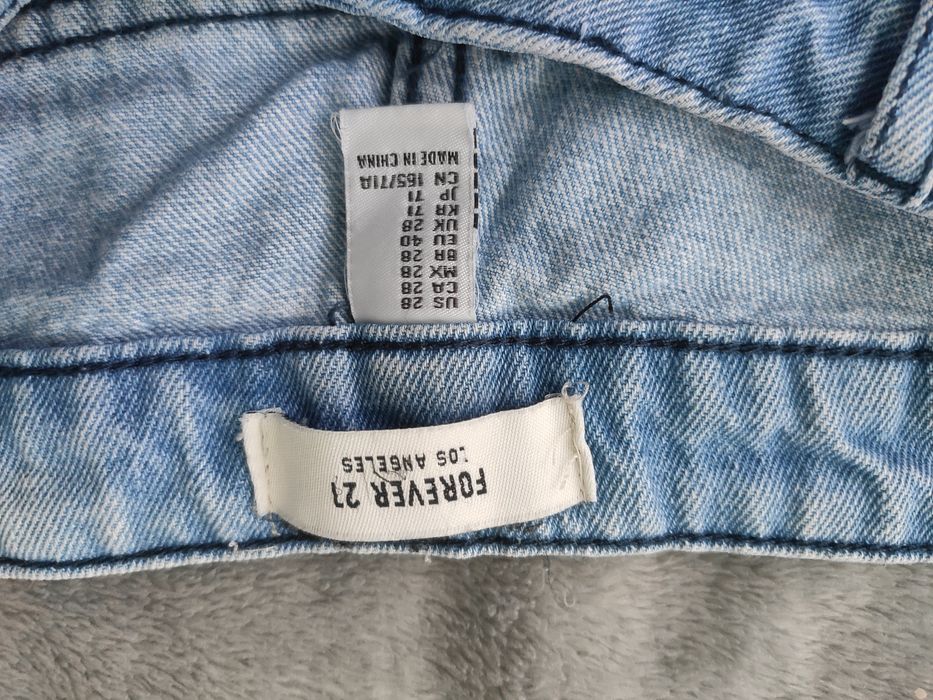 FOREVER 21
LOS ANGELES
US 28
CA 28
MX 28
BR 28
EU 40
UK 28
KR 71
JP 71
CN 165/71A
MADE IN CHINA